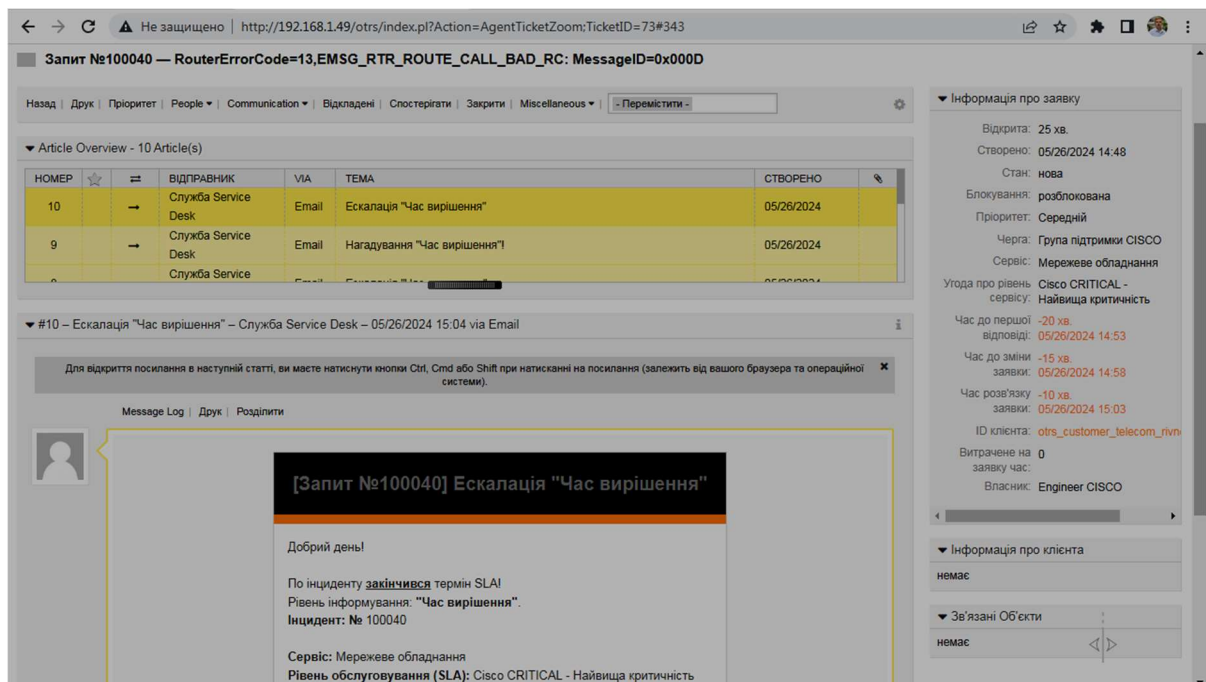 Не защищено | http://192.168.1.49/otrs/index.pl?Action=AgentTicketZoom;TicketID=73#343
Запит №100040 — RouterErrorCode=13,EMSG_RTR_ROUTE_CALL_BAD_RC: MessageID=0x000D
Назад | Друк | Пріоритет | People | Communication | Відкладені | Спостерігати | Закрити | Miscellaneous | - Перемістити -
Article Overview - 10 Article(s)
НОМЕР ВІДПРАВНИК VIA ТЕМА СТВОРЕНО
10 Служба Service Desk Email Ескалація "Час вирішення" 05/26/2024
9 Служба Service Desk Email Нагадування "Час вирішення"! 05/26/2024
Служба Service
#10 – Ескалація "Час вирішення" – Служба Service Desk – 05/26/2024 15:04 via Email
Для відкриття посилання в наступній статті, ви маєте натиснути кнопки Ctrl, Cmd або Shift при натисканні на посилання (залежить від вашого браузера та операційної
системи).
Message Log | Друк | Розділити
[Запит №100040] Ескалація "Час вирішення"
Добрий день!
По інциденту закінчився термін SLA!
Рівень інформування: "Час вирішення".
Інцидент: № 100040
Сервіс: Мережеве обладнання
Рівень обслуговування (SLA): Cisco CRITICAL - Найвища критичність
Інформація про заявку
Відкрита: 25 хв.
Створено: 05/26/2024 14:48
Стан: нова
Блокування: розблокована
Пріоритет: Середній
Черга: Група підтримки CISCO
Сервіс: Мережеве обладнання
Угода про рівень Cisco CRITICAL -
сервісу: Найвища критичність
Час до першої -20 хв.
відповіді: 05/26/2024 14:53
Час до зміни -15 хв.
заявки: 05/26/2024 14:58
Час розв'язку -10 хв.
заявки: 05/26/2024 15:03
ID клієнта: otrs_customer_telecom_rivn
Витрачене на 0
заявку час:
Власник: Engineer CISCO
Інформація про клієнта
немає
Зв'язані Об'єкти
немає